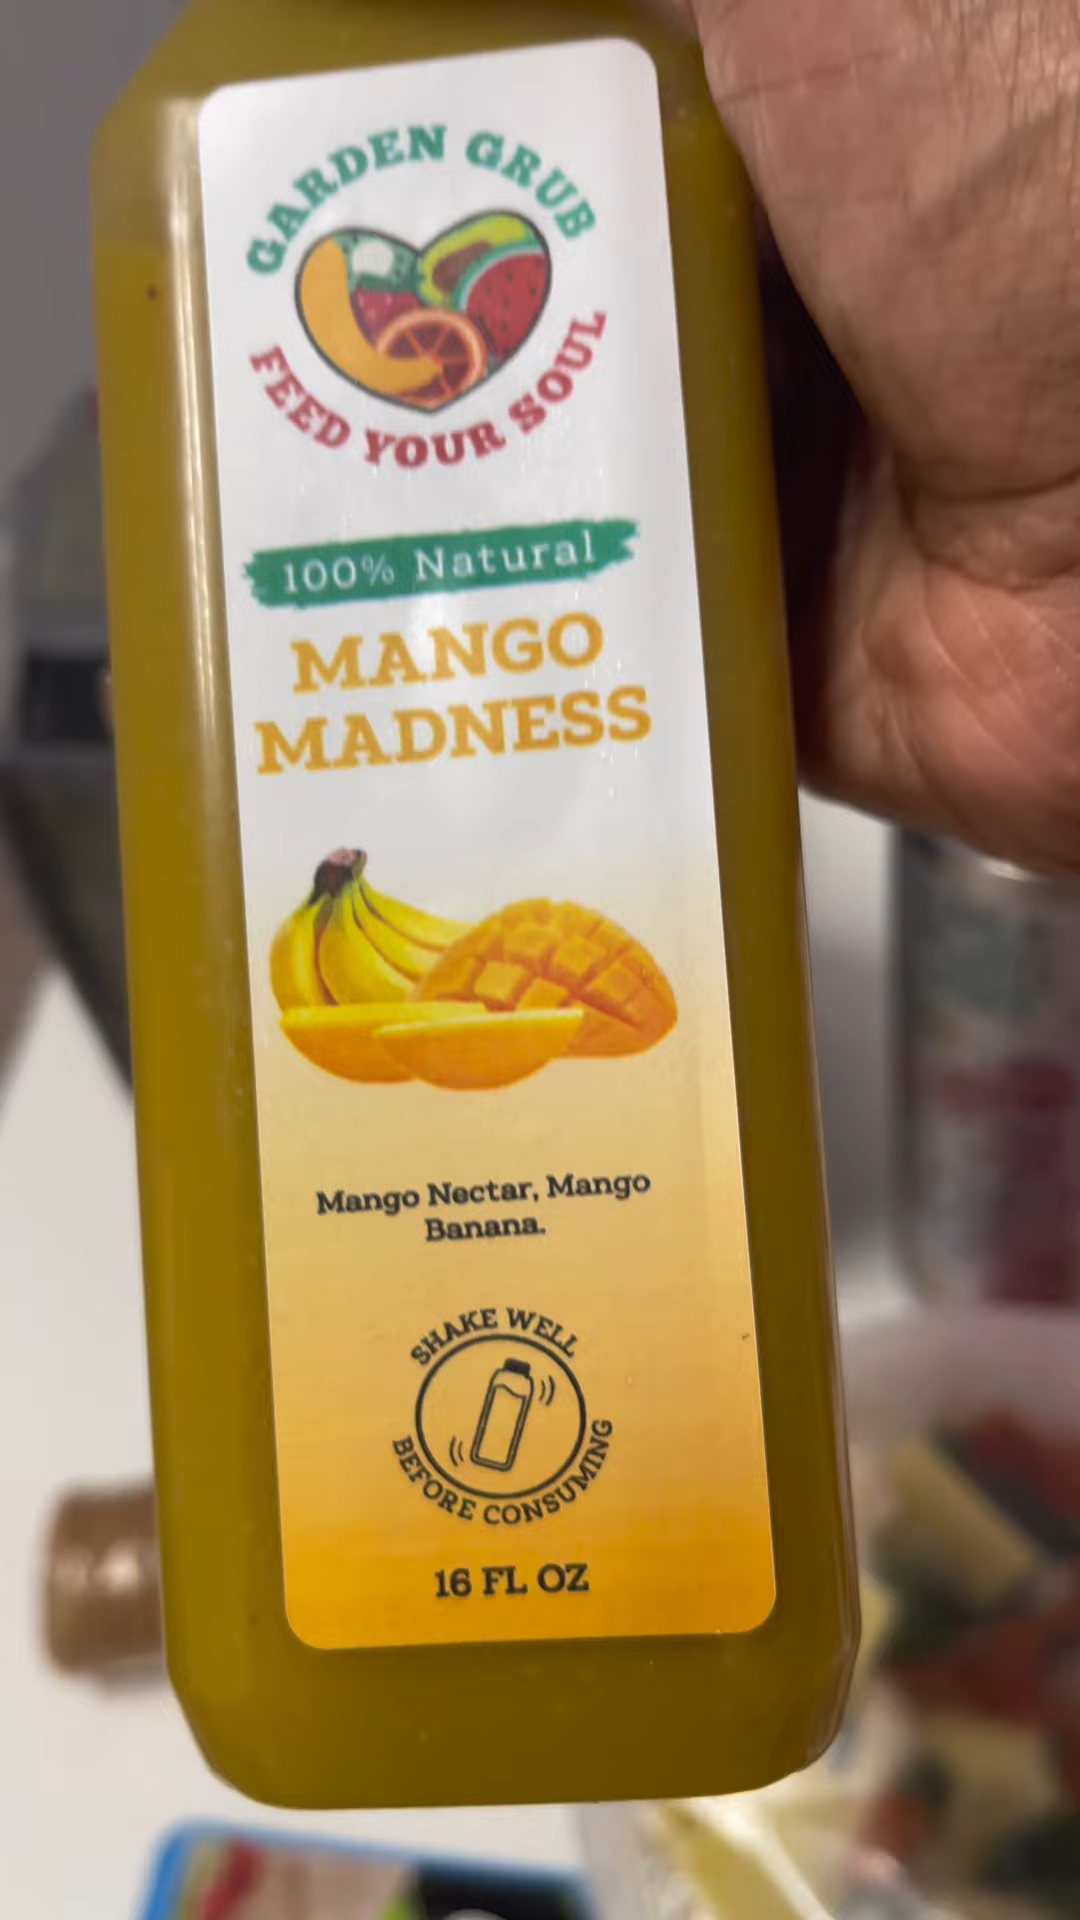 GARDEN GRUB
FEED YOUR SOUL
100% Natural
MANGO
MADNESS
Mango Nectar, Mango
Banana.
SHAKE WELL
BEFORE CONSUMING
16 FL OZ